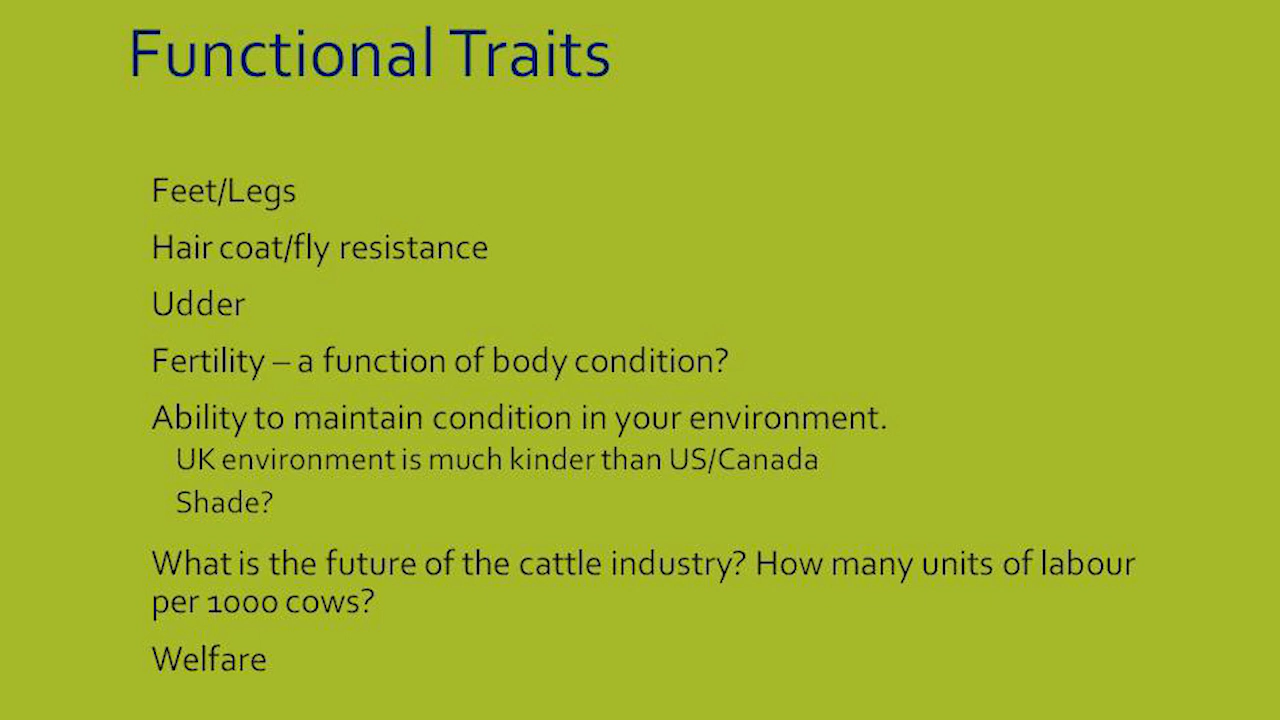 Functional Traits
Feet/Legs
Hair coat/fly resistance
Udder
Fertility – a function of body condition?
Ability to maintain condition in your environment.
UK environment is much kinder than US/Canada
Shade?
What is the future of the cattle industry? How many units of labour
per 1000 cows?
Welfare